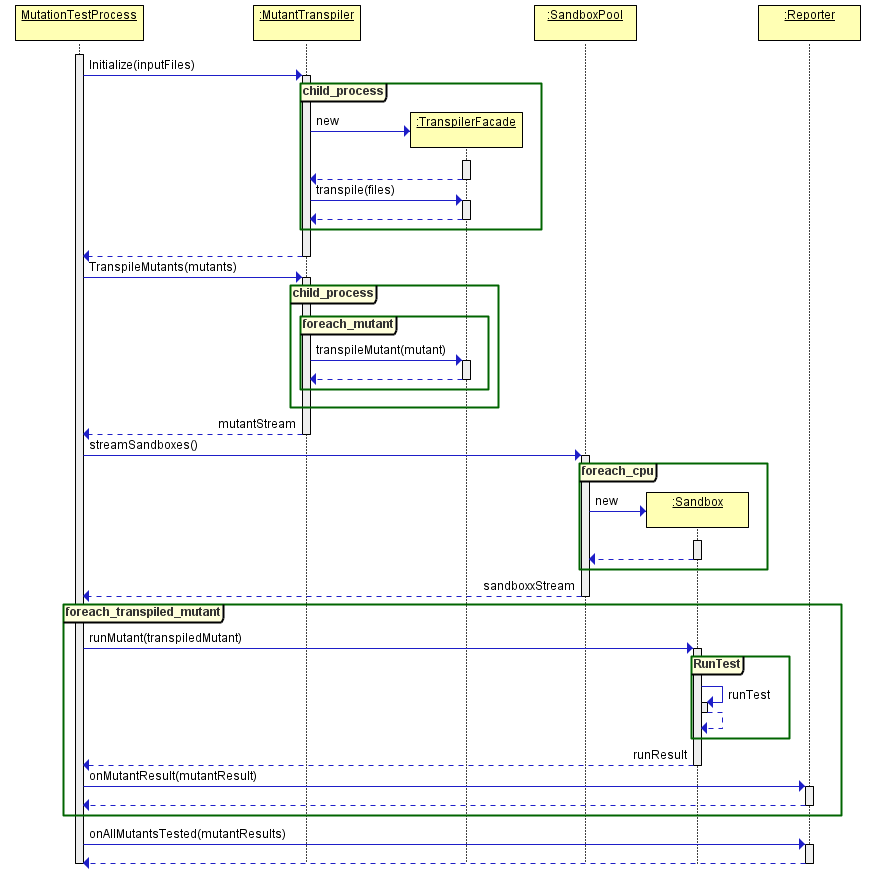 MutationTestProcess
:MutantTranspiler
:SandboxPool
:Reporter
Initialize(inputFiles)
child_process
new
:TranspilerFacade
transpile(files)
TranspileMutants(mutants)
child_process
foreach_mutant
transpileMutant(mutant)
mutantStream
streamSandboxes()
foreach_cpu
new
:Sandbox
sandboxxStream
foreach_transpiled_mutant
runMutant(transpiledMutant)
RunTest
runTest
runResult
onMutantResult(mutantResult)
onAllMutantsTested(mutantResults)